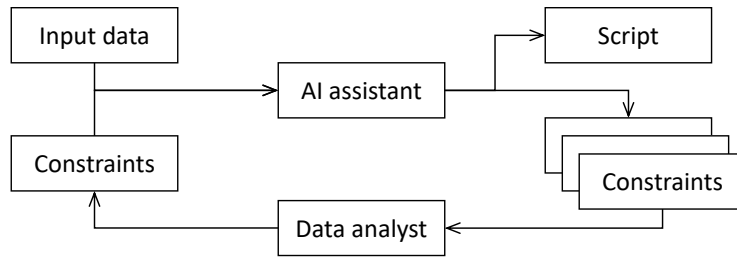 Input data
Script
AI assistant
Constraints
Constraints
Data analyst